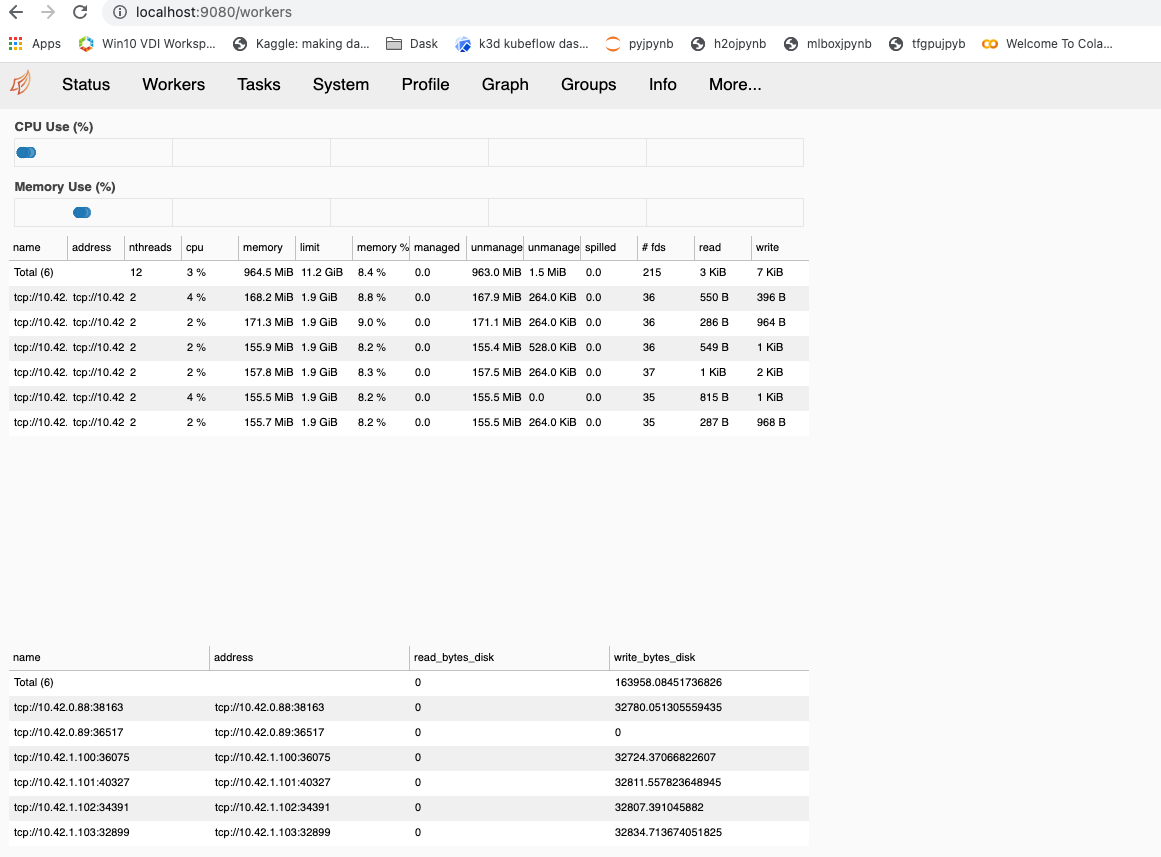 localhost:9080/workers
Apps Win10 VDI Worksp... Kaggle: making da... Dask k3d kubeflow das... pyjpynb h2ojpynb mlboxjpynb tfgpujpyb Welcome To Cola...
Status Workers Tasks System Profile Graph Groups Info More...
CPU Use (%)
Memory Use (%)
name address nthreads cpu memory limit memory % managed unmanage unmanage spilled # fds read write
Total (6) 12 3 % 964.5 MiB 11.2 GiB 8.4 % 0.0 963.0 MiB 1.5 MiB 0.0 215 3 KiB 7 KiB
tcp://10.42. tcp://10.42 2 4 % 168.2 MiB 1.9 GiB 8.8 % 0.0 167.9 MiB 264.0 KiB 0.0 36 550 B 396 B
tcp://10.42. tcp://10.42 2 2 % 171.3 MiB 1.9 GiB 9.0 % 0.0 171.1 MiB 264.0 KiB 0.0 36 286 B 964 B
tcp://10.42. tcp://10.42 2 2 % 155.9 MiB 1.9 GiB 8.2 % 0.0 155.4 MiB 528.0 KiB 0.0 36 549 B 1 KiB
tcp://10.42. tcp://10.42 2 2 % 157.8 MiB 1.9 GiB 8.3 % 0.0 157.5 MiB 264.0 KiB 0.0 37 1 KiB 2 KiB
tcp://10.42. tcp://10.42 2 4 % 155.5 MiB 1.9 GiB 8.2 % 0.0 155.5 MiB 0.0 0.0 35 815 B 1 KiB
tcp://10.42. tcp://10.42 2 2 % 155.7 MiB 1.9 GiB 8.2 % 0.0 155.5 MiB 264.0 KiB 0.0 35 287 B 968 B
name address read_bytes_disk write_bytes_disk
Total (6) 0 163958.08451736826
tcp://10.42.0.88:38163 tcp://10.42.0.88:38163 0 32780.051305559435
tcp://10.42.0.89:36517 tcp://10.42.0.89:36517 0 0
tcp://10.42.1.100:36075 tcp://10.42.1.100:36075 0 32724.37066822607
tcp://10.42.1.101:40327 tcp://10.42.1.101:40327 0 32811.557823648945
tcp://10.42.1.102:34391 tcp://10.42.1.102:34391 0 32807.391045882
tcp://10.42.1.103:32899 tcp://10.42.1.103:32899 0 32834.713674051825